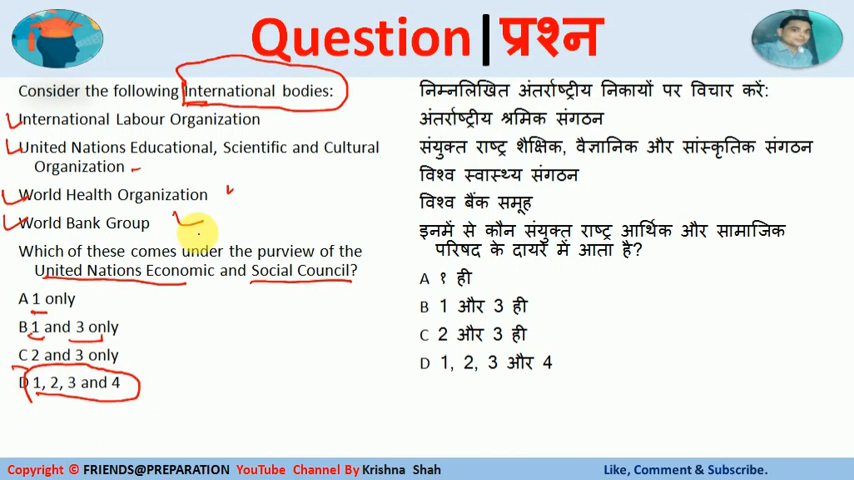 Question|प्रश्न
Consider the following International bodies:
International Labour Organization
United Nations Educational, Scientific and Cultural
Organization
World Health Organization
World Bank Group
Which of these comes under the purview of the
United Nations Economic and Social Council?
A 1 only
B 1 and 3 only
C 2 and 3 only
D 1, 2, 3 and 4
निम्नलिखित अंतर्राष्ट्रीय निकायों पर विचार करें:
अंतर्राष्ट्रीय श्रमिक संगठन
संयुक्त राष्ट्र शैक्षिक, वैज्ञानिक और सांस्कृतिक संगठन
विश्व स्वास्थ्य संगठन
विश्व बैंक समूह
इनमें से कौन संयुक्त राष्ट्र आर्थिक और सामाजिक
परिषद के दायरे में आता है?
A १ ही
B 1 और 3 ही
C 2 और 3 ही
D 1, 2, 3 और 4
Copyright © FRIENDS@PREPARATION YouTube Channel By Krishna Shah
Like, Comment & Subscribe.